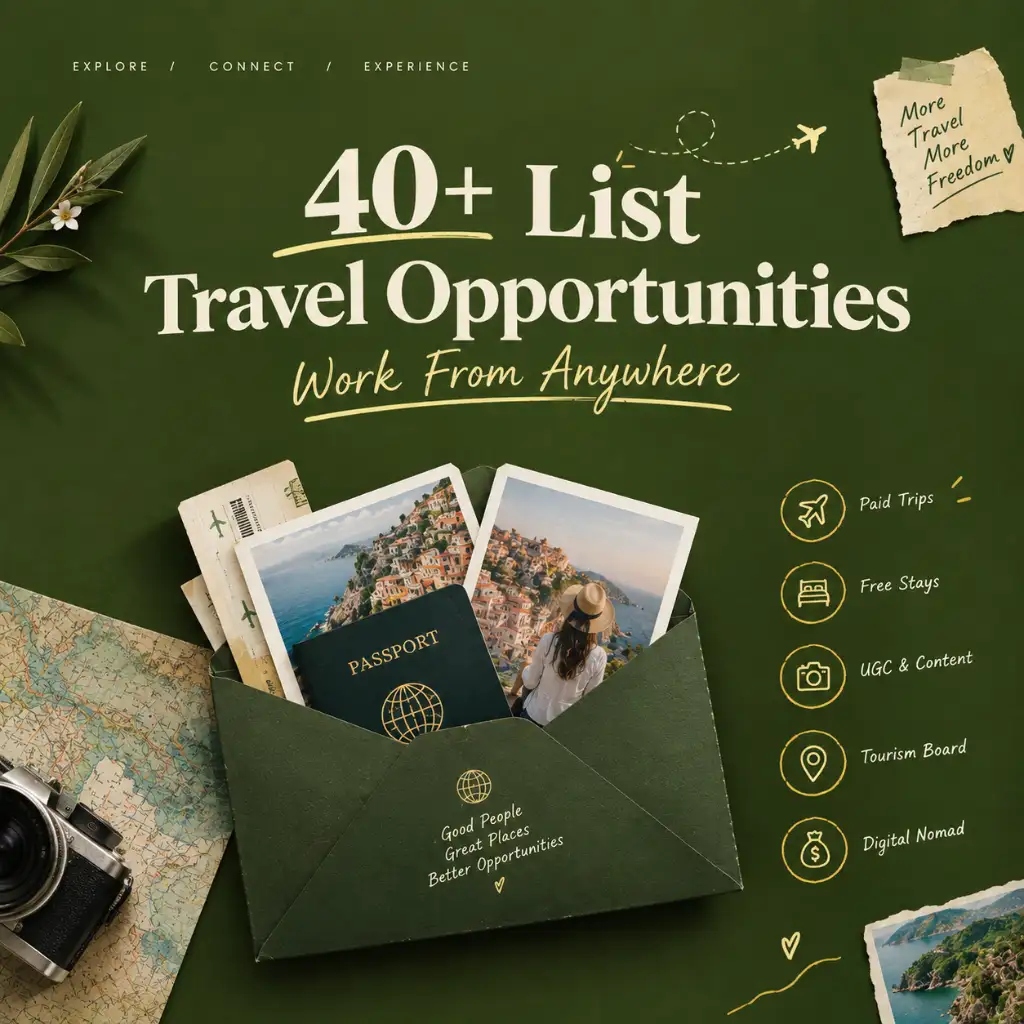 EXPLORE / CONNECT / EXPERIENCE
More
Travel
More
Freedom
40+ List
Travel Opportunities
Work From Anywhere
Paid Trips
Free Stays
UGC & Content
Tourism Board
Digital Nomad
PASSPORT
Good People
Great Places
Better Opportunities